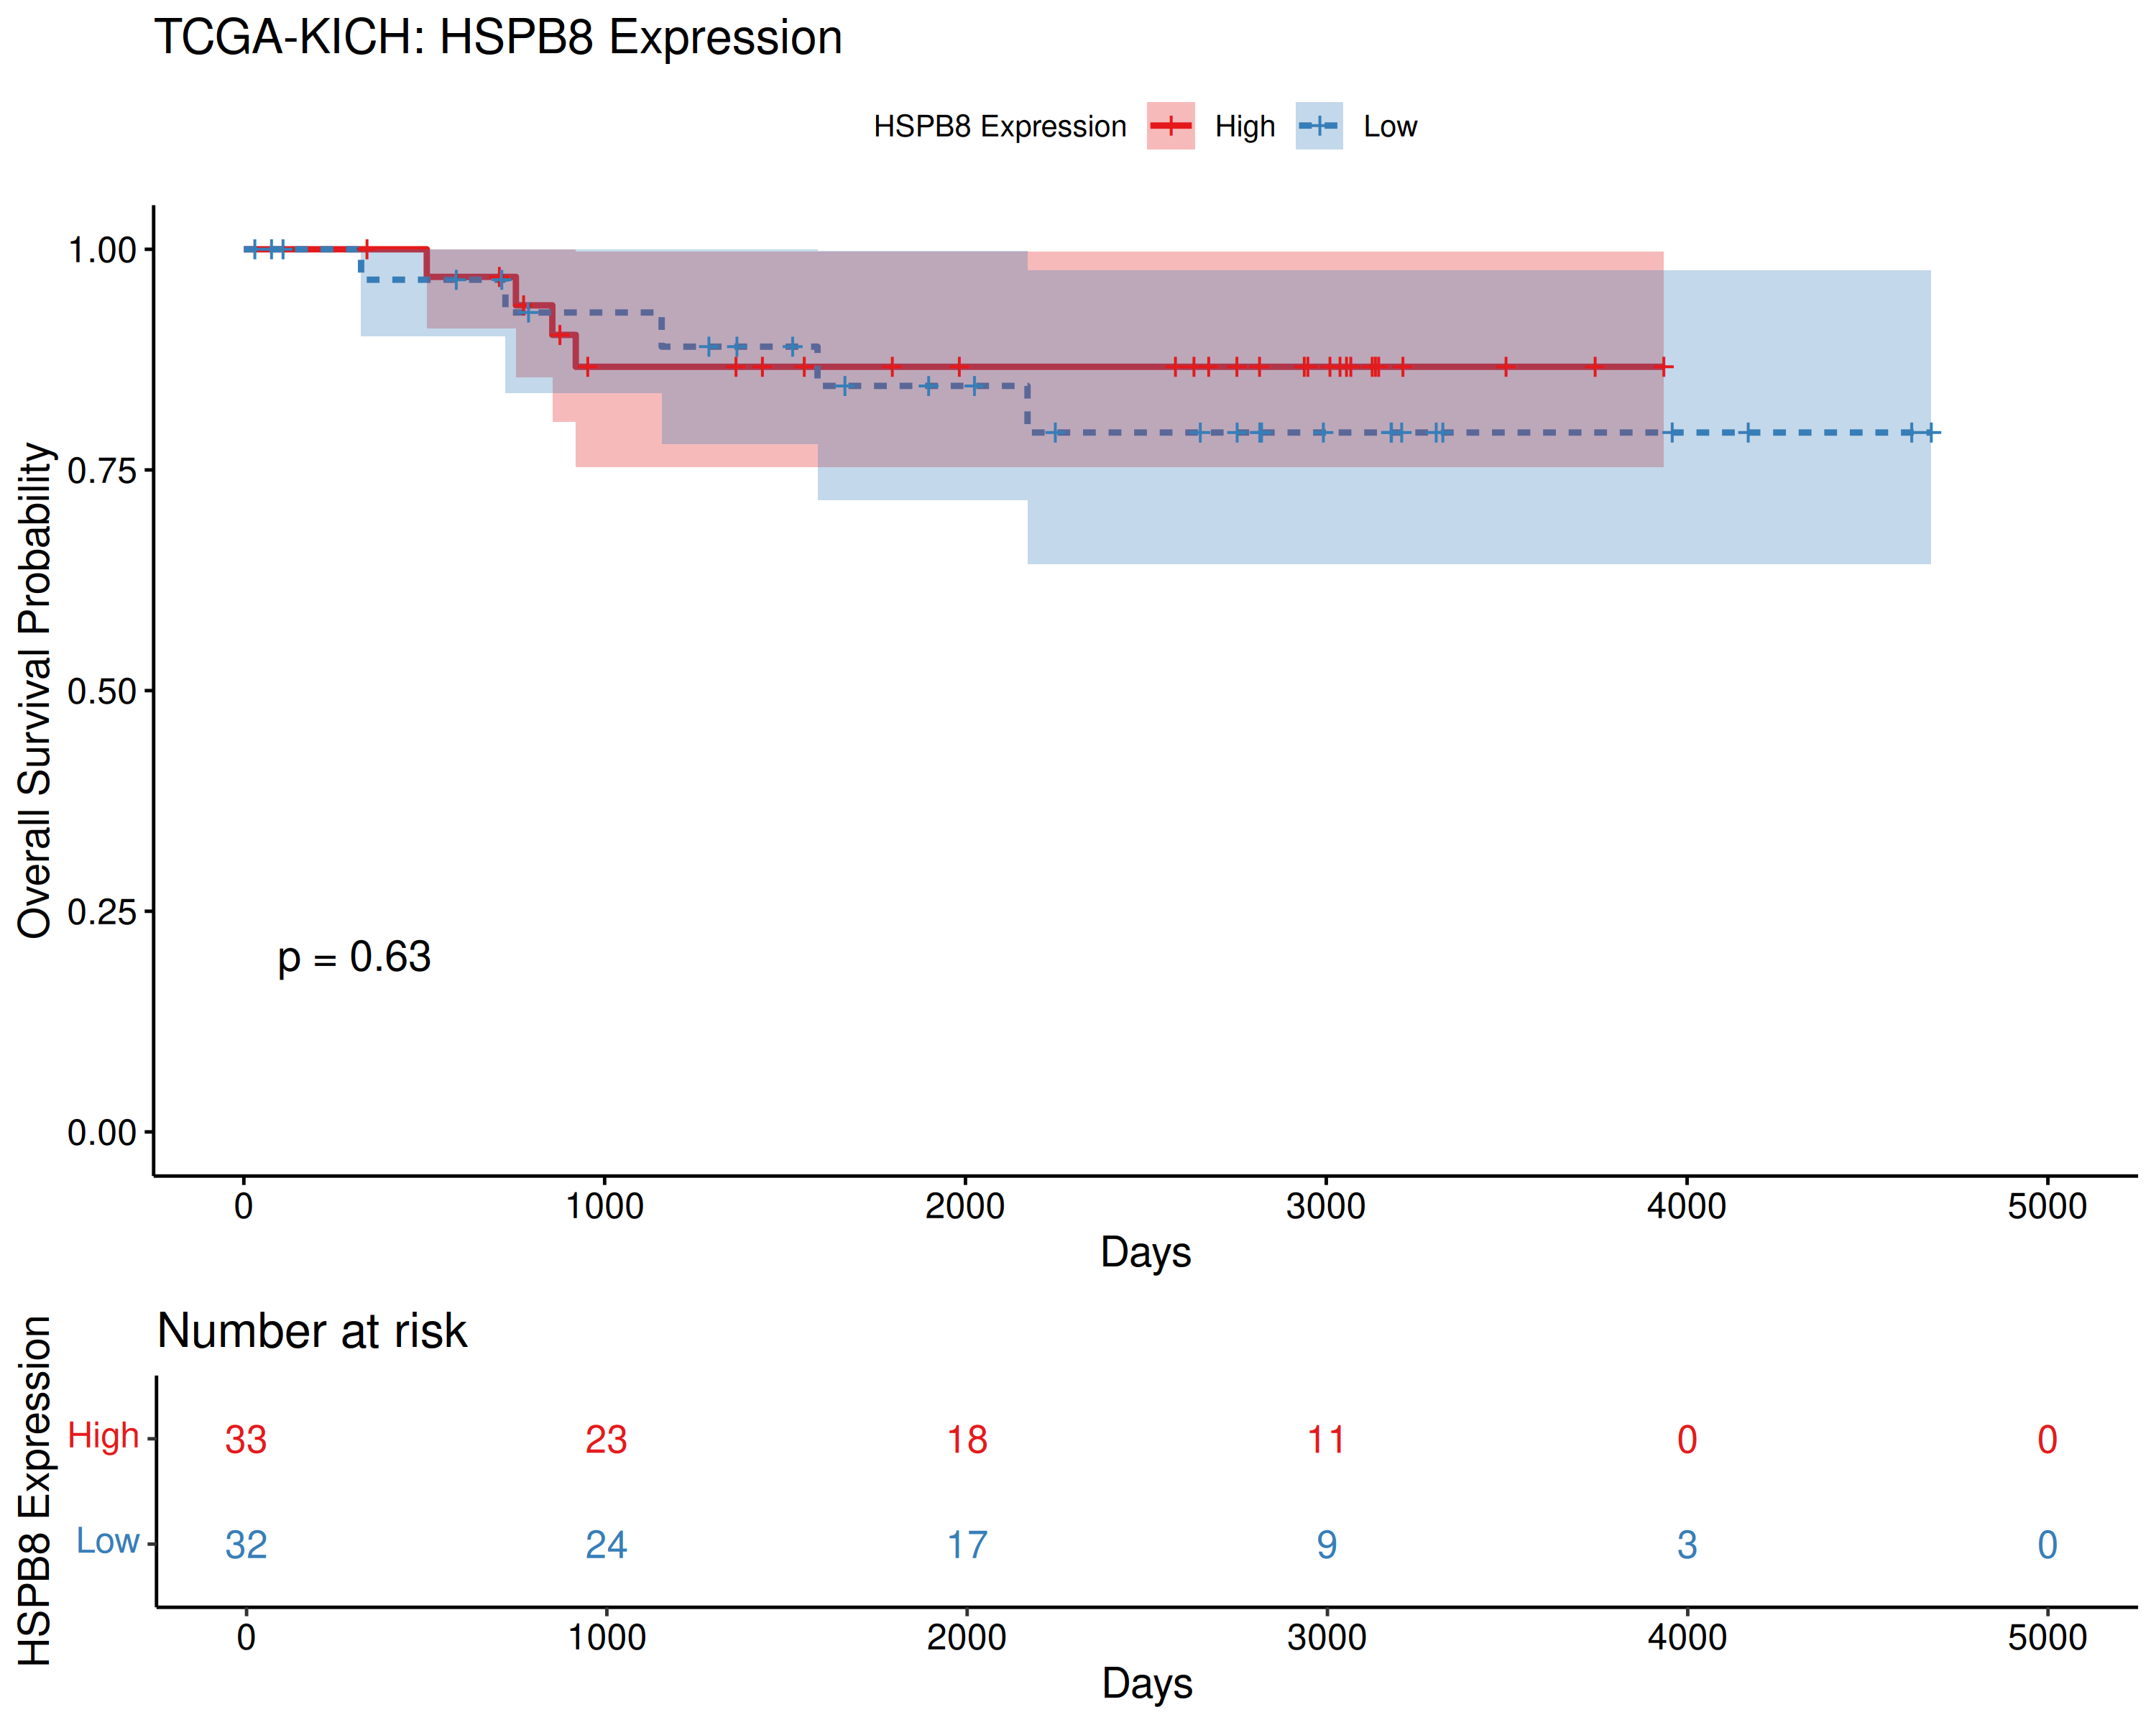 TCGA-KICH: HSPB8 Expression
HSPB8 Expression High Low
Overall Survival Probability
1.00
0.75
0.50
0.25
0.00
p = 0.63
0 1000 2000 3000 4000 5000
Days
Number at risk
HSPB8 Expression
High 33 23 18 11 0 0
Low 32 24 17 9 3 0
0 1000 2000 3000 4000 5000
Days